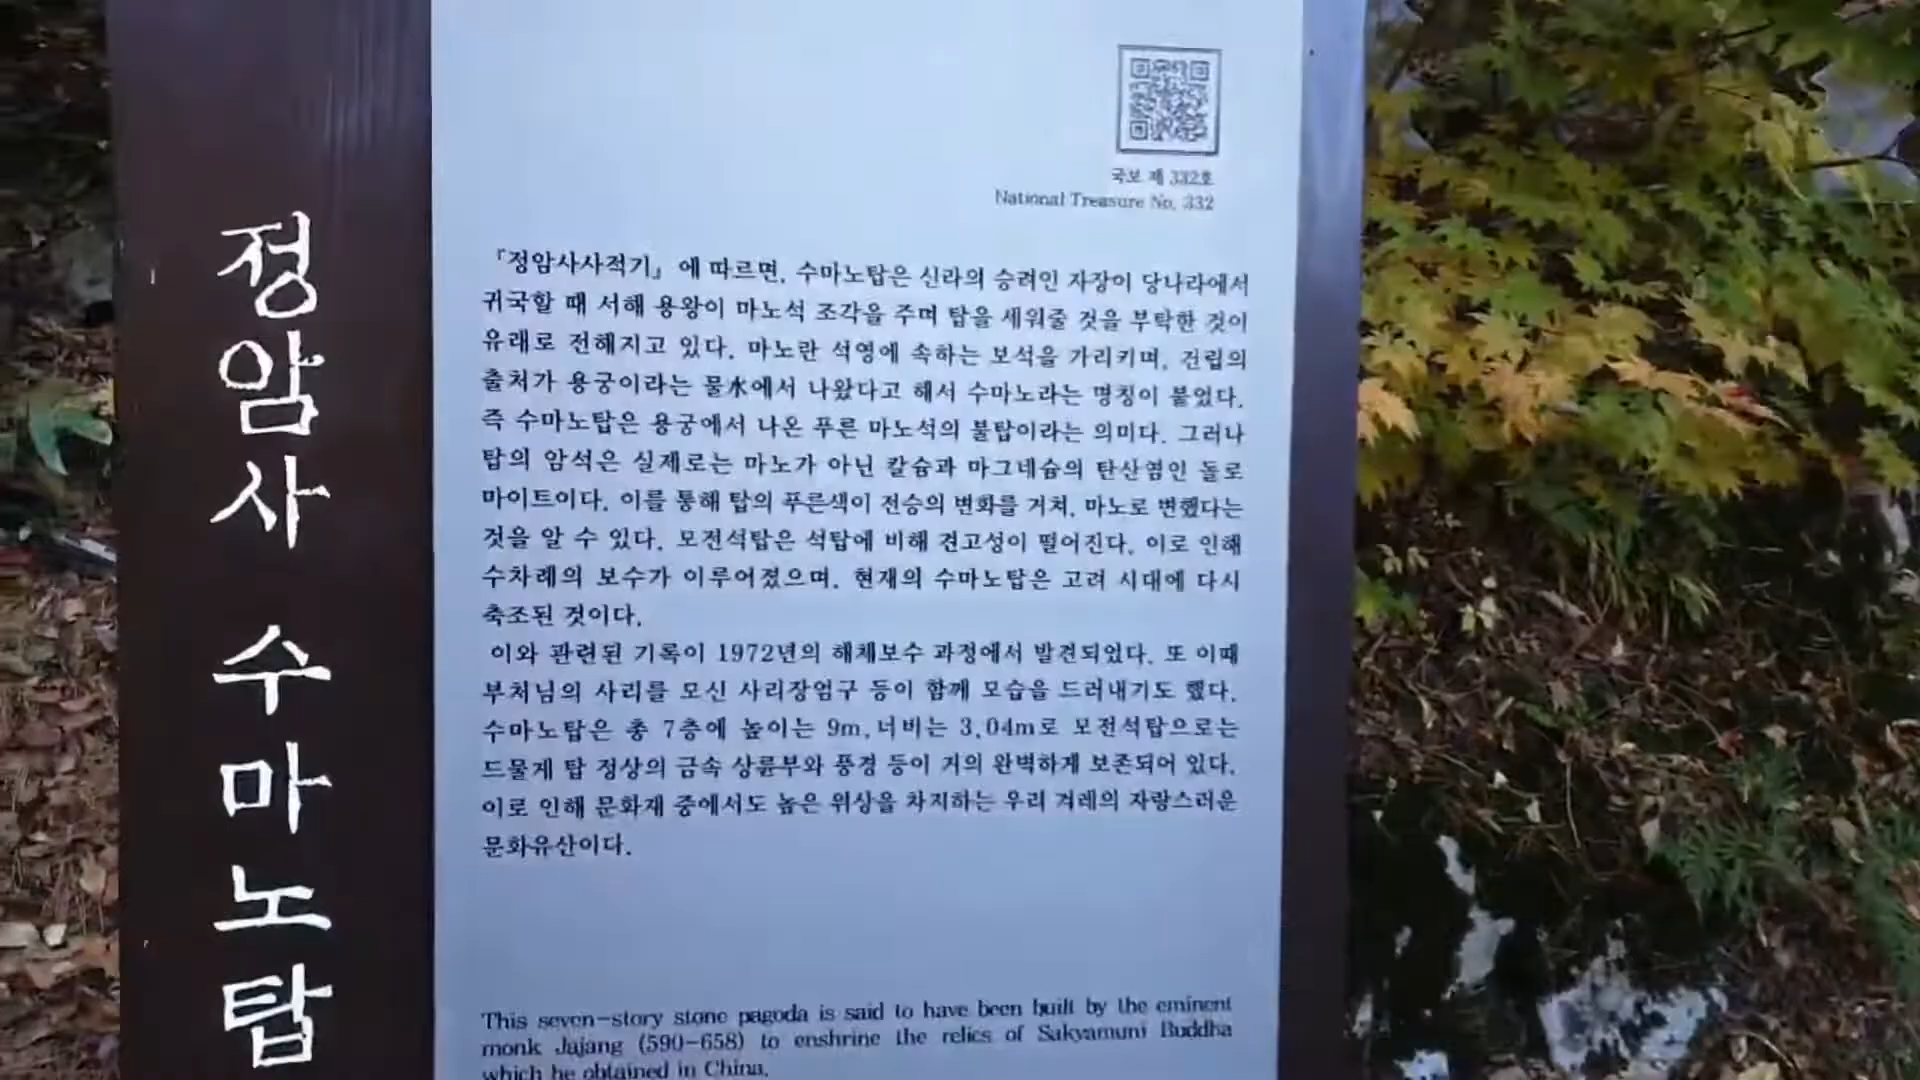 정암사 수마노탑
국보 제 332호
National Treasure No. 332
『정암사사적기』에 따르면, 수마노탑은 신라의 승려인 자장이 당나라에서
귀국할 때 서해 용왕이 마노석 조각을 주며 탑을 세워줄 것을 부탁한 것이
유래로 전해지고 있다. 마노란 석영에 속하는 보석을 가리키며, 건립의
출처가 용궁이라는 물水에서 나왔다고 해서 수마노라는 명칭이 붙었다.
즉 수마노탑은 용궁에서 나온 푸른 마노석의 불탑이라는 의미다. 그러나
탑의 암석은 실제로는 마노가 아닌 칼슘과 마그네슘의 탄산염인 돌로
마이트이다. 이를 통해 탑의 푸른색이 전승의 변화를 거쳐, 마노로 변했다는
것을 알 수 있다. 모전석탑은 석탑에 비해 견고성이 떨어진다. 이로 인해
수차례의 보수가 이루어졌으며, 현재의 수마노탑은 고려 시대에 다시
축조된 것이다.
이와 관련된 기록이 1972년의 해체보수 과정에서 발견되었다. 또 이때
부처님의 사리를 모신 사리장엄구 등이 함께 모습을 드러내기도 했다.
수마노탑은 총 7층에 높이는 9m, 너비는 3.04m로 모전석탑으로는
드물게 탑 정상의 금속 상륜부와 풍경 등이 거의 완벽하게 보존되어 있다.
이로 인해 문화재 중에서도 높은 위상을 차지하는 우리 겨레의 자랑스러운
문화유산이다.
This seven-story stone pagoda is said to have been built by the eminent
monk Jajang (590-658) to enshrine the relics of Sakyamuni Buddha
which he obtained in China.